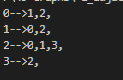 0-->1,2,
1-->0,2,
2-->0,1,3,
3-->2,